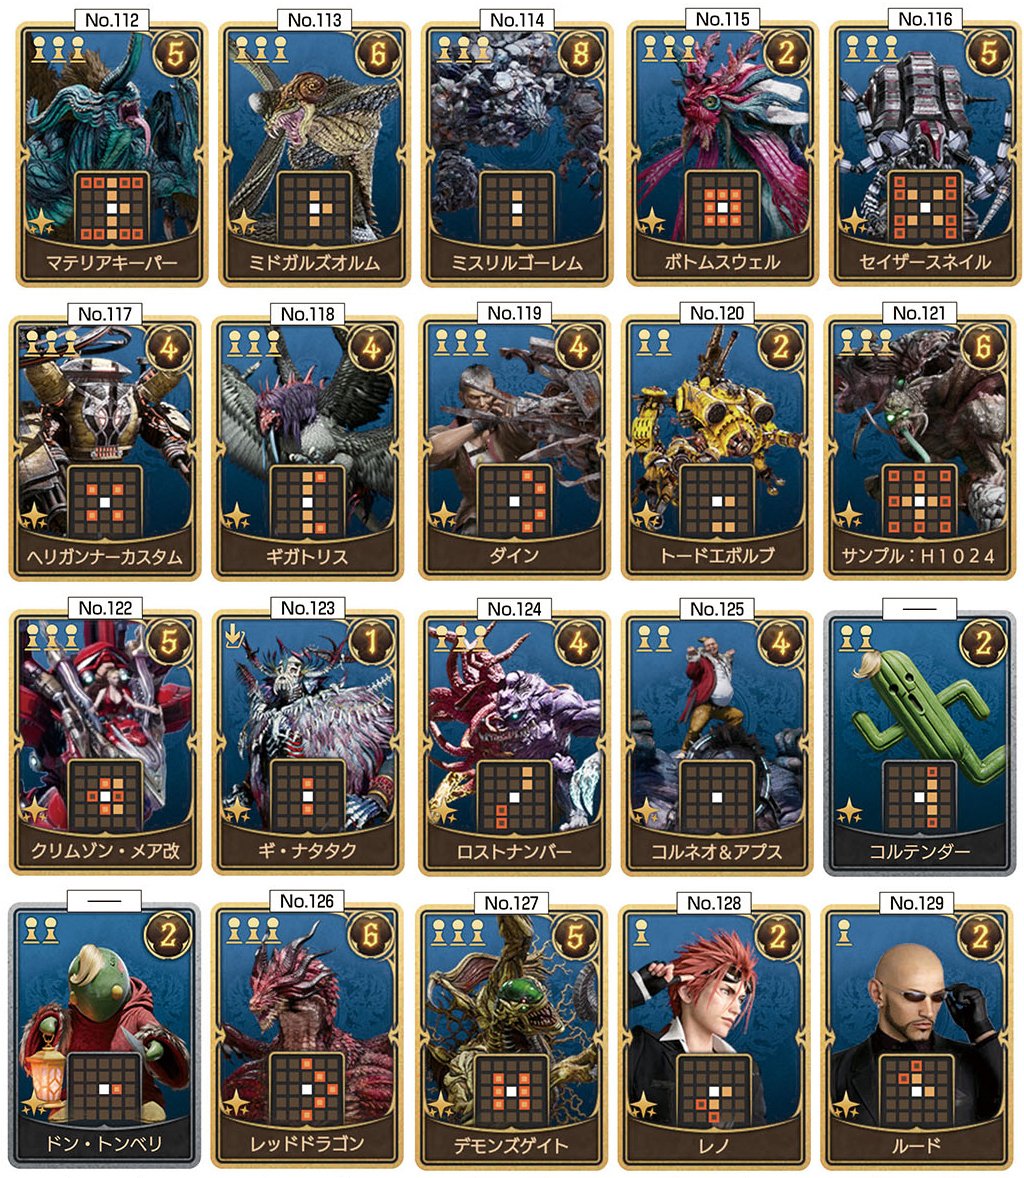 No.112
5
マテリアキーパー
No.113
6
ミドガルズオルム
No.114
8
ミスリルゴーレム
No.115
2
ボトムスウェル
No.116
5
セイザースネイル
No.117
4
ヘリガンナーカスタム
No.118
4
ギガトリス
No.119
4
ダイン
No.120
2
トードエボルブ
No.121
6
サンプル：H1024
No.122
5
クリムゾン・メア改
No.123
1
ギ・ナタタク
No.124
4
ロストナンバー
No.125
4
コルネオ&アプス
―
2
コルテンダー
―
2
ドン・トンベリ
No.126
6
レッドドラゴン
No.127
5
デモンズゲイト
No.128
2
レノ
No.129
2
ルード